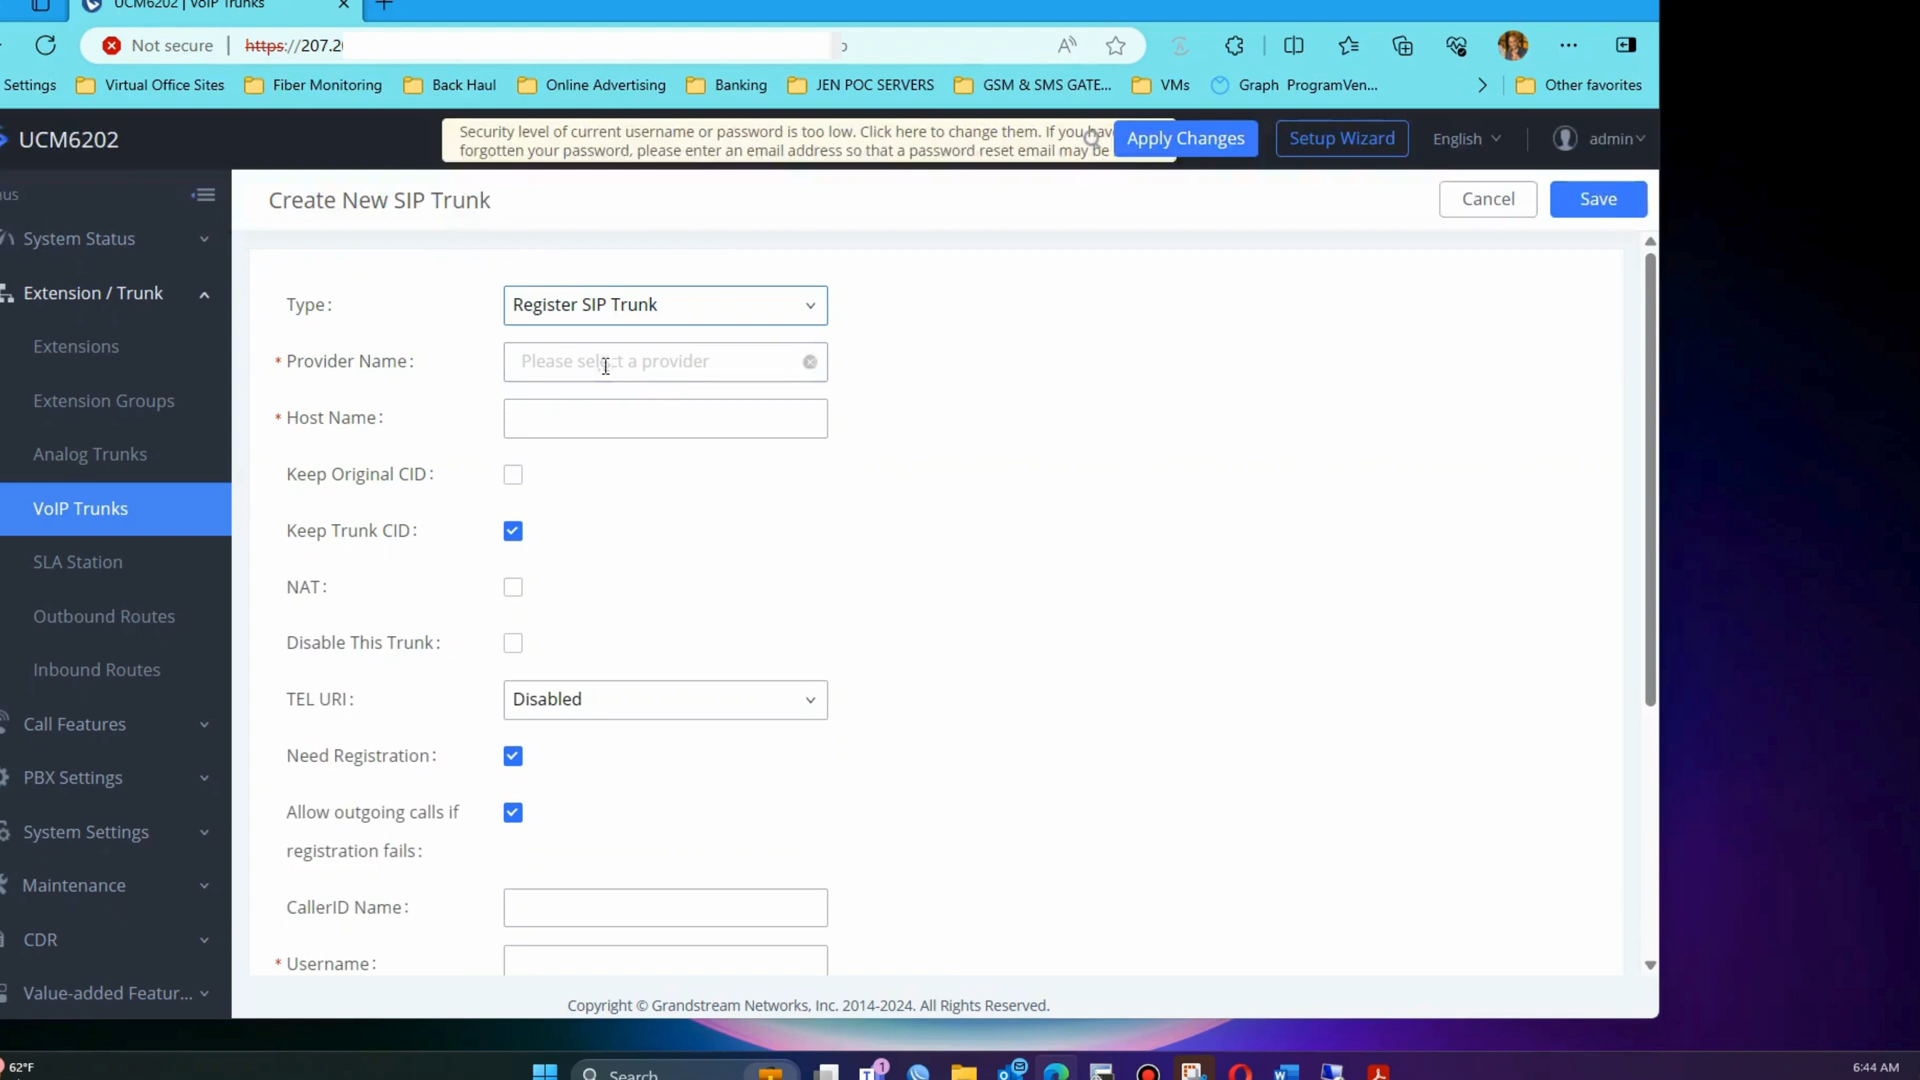 UCM6202 | VoIP Trunks
Not secure
https://207.2
Settings
Virtual Office Sites
Fiber Monitoring
Back Haul
Online Advertising
Banking
JEN POC SERVERS
GSM & SMS GATE...
VMs
Graph ProgramVen...
Other favorites
UCM6202
Security level of current username or password is too low. Click here to change them. If you have
forgotten your password, please enter an email address so that a password reset email may be
Apply Changes
Setup Wizard
English
admin
nus
Create New SIP Trunk
Cancel
Save
System Status
Extension / Trunk
Extensions
Extension Groups
Analog Trunks
VoIP Trunks
SLA Station
Outbound Routes
Inbound Routes
Call Features
PBX Settings
System Settings
Maintenance
CDR
Value-added Featur...
Type:
Register SIP Trunk
* Provider Name:
Please select a provider
* Host Name:
Keep Original CID:
Keep Trunk CID:
NAT:
Disable This Trunk:
TEL URI:
Disabled
Need Registration:
Allow outgoing calls if
registration fails:
CallerID Name:
* Username:
Copyright © Grandstream Networks, Inc. 2014-2024. All Rights Reserved.
62°F
Search
1
6:44 AM